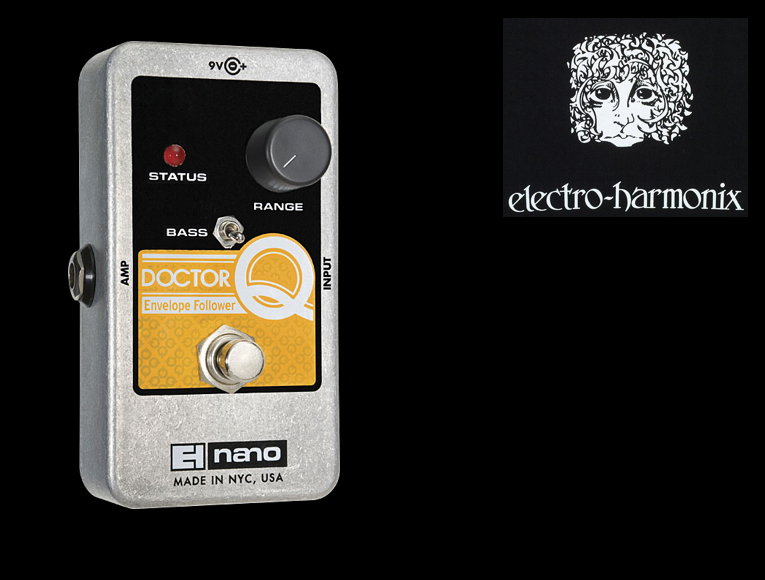 9V +
STATUS
RANGE
BASS
AMP
INPUT
DOCTOR Q
Envelope Follower
EH nano
MADE IN NYC, USA
electro-harmonix